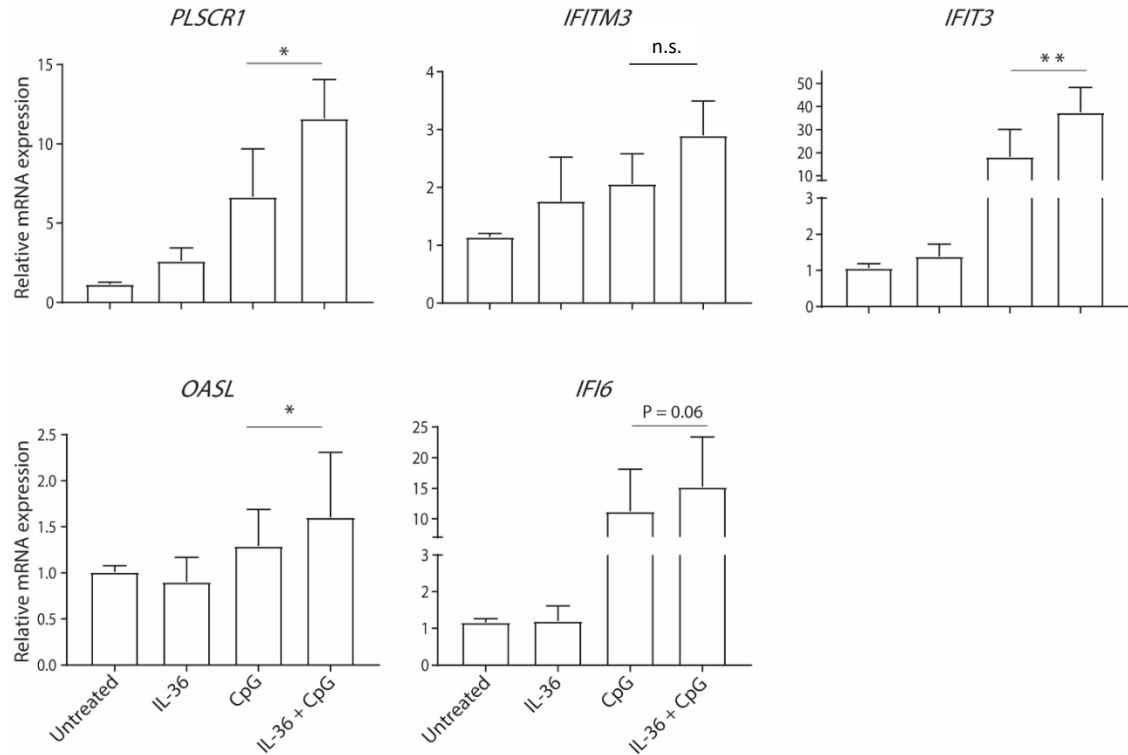 PLSCR1
IFITM3
IFIT3
*
n.s.
**
Relative mRNA expression
15
10
5
0
4
3
2
1
0
50
40
30
20
10
3
2
1
0
OASL
IFI6
*
P = 0.06
Relative mRNA expression
2.5
2.0
1.5
1.0
0.5
0.0
25
20
15
10
3
2
1
0
Untreated
IL-36
CpG
IL-36 + CpG
Untreated
IL-36
CpG
IL-36 + CpG